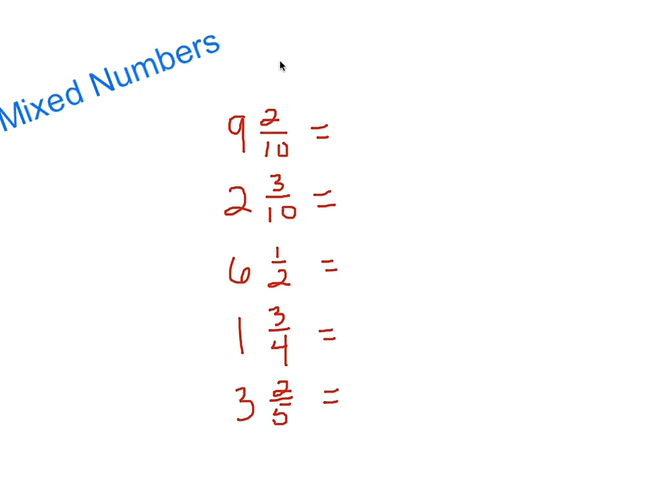 Mixed Numbers
9 2/10 =
2 3/10 =
6 1/2 =
1 3/4 =
3 2/5 =